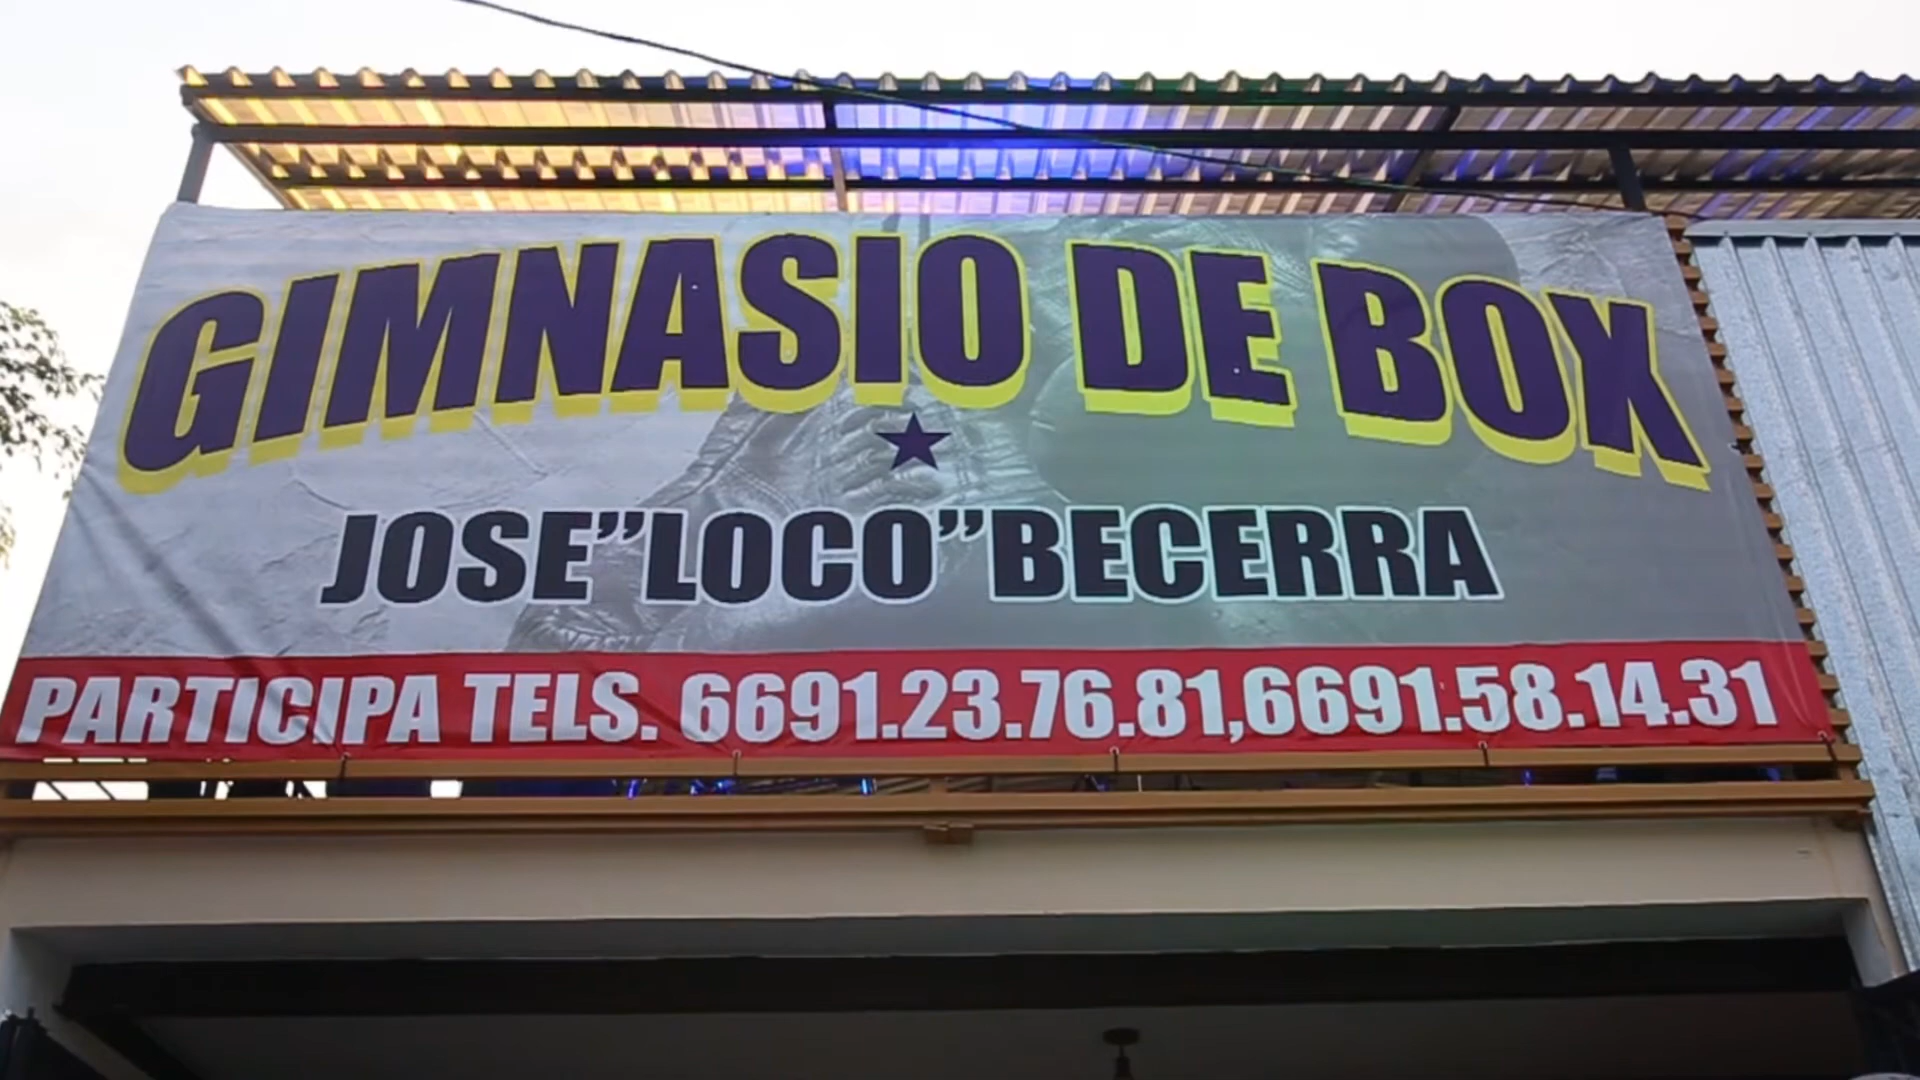 GIMNASIO DE BOX
JOSE"LOCO"BECERRA
PARTICIPA TELS. 6691.23.76.81,6691.58.14.31